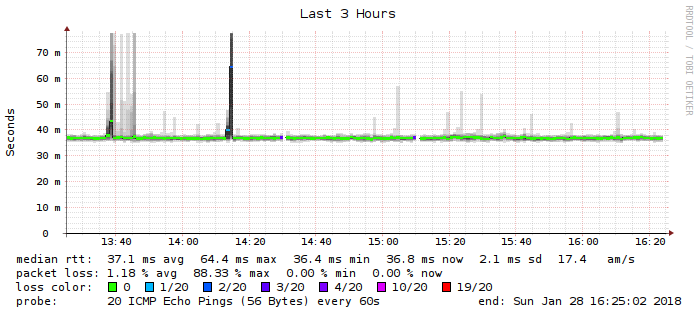 Last 3 Hours
RRDTOOL / TOBI OETIKER
Seconds
70 m
60 m
50 m
40 m
30 m
20 m
10 m
0
13:40 14:00 14:20 14:40 15:00 15:20 15:40 16:00 16:20
median rtt: 37.1 ms avg 64.4 ms max 36.4 ms min 36.8 ms now 2.1 ms sd 17.4 am/s
packet loss: 1.18 % avg 88.33 % max 0.00 % min 0.00 % now
loss color: 0 1/20 2/20 3/20 4/20 10/20 19/20
probe: 20 ICMP Echo Pings (56 Bytes) every 60s end: Sun Jan 28 16:25:02 2018